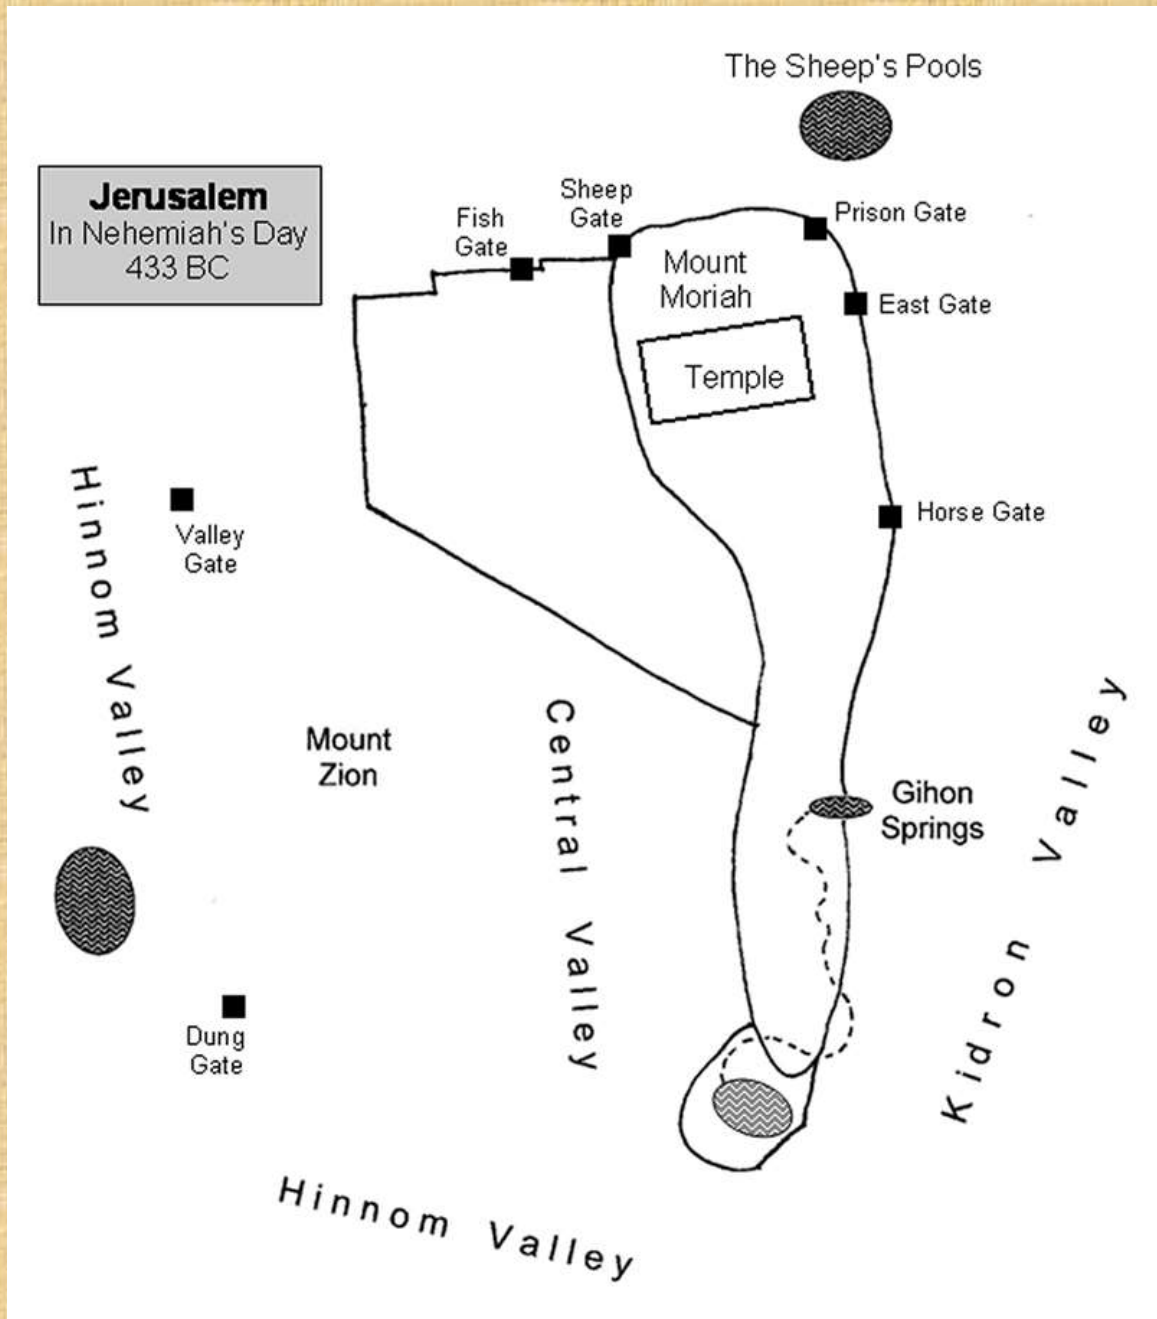 The Sheep's Pools
Jerusalem
In Nehemiah's Day
433 BC
Sheep
Gate
Fish
Gate
Prison Gate
Mount
Moriah
East Gate
Temple
Hinnom Valley
Valley
Gate
Horse Gate
Mount
Zion
Central Valley
Gihon
Springs
Kidron Valley
Dung
Gate
Hinnom Valley